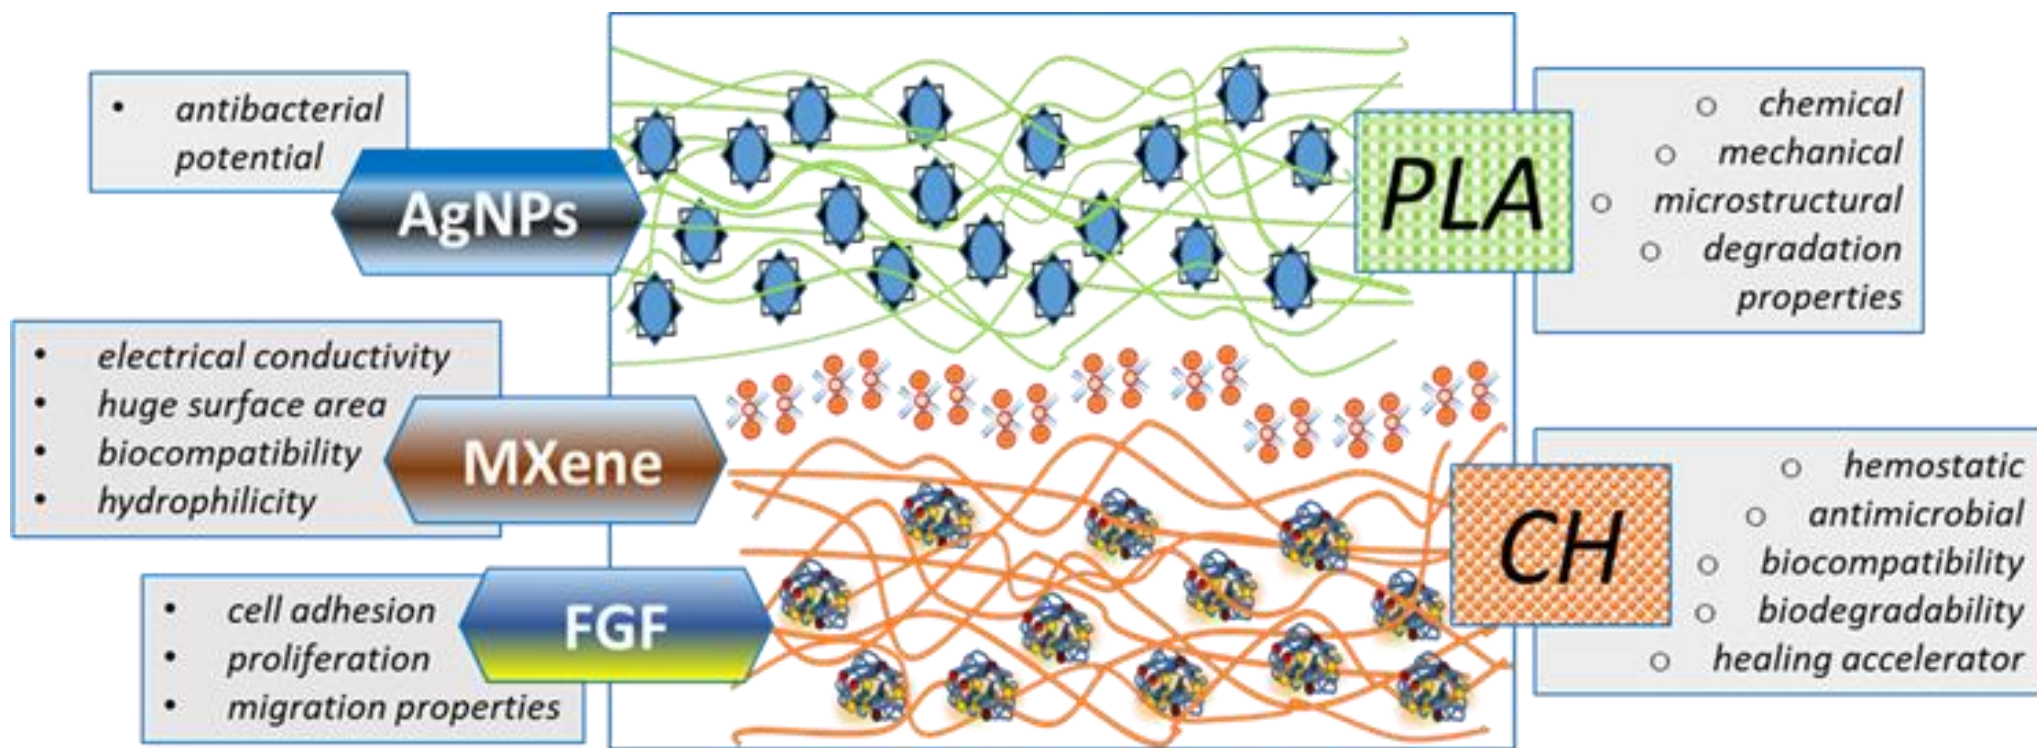 • antibacterial
potential
AgNPs
• electrical conductivity
• huge surface area
• biocompatibility
• hydrophilicity
MXene
• cell adhesion
• proliferation
• migration properties
FGF
PLA
○ chemical
○ mechanical
○ microstructural
○ degradation
properties
CH
○ hemostatic
○ antimicrobial
○ biocompatibility
○ biodegradability
○ healing accelerator